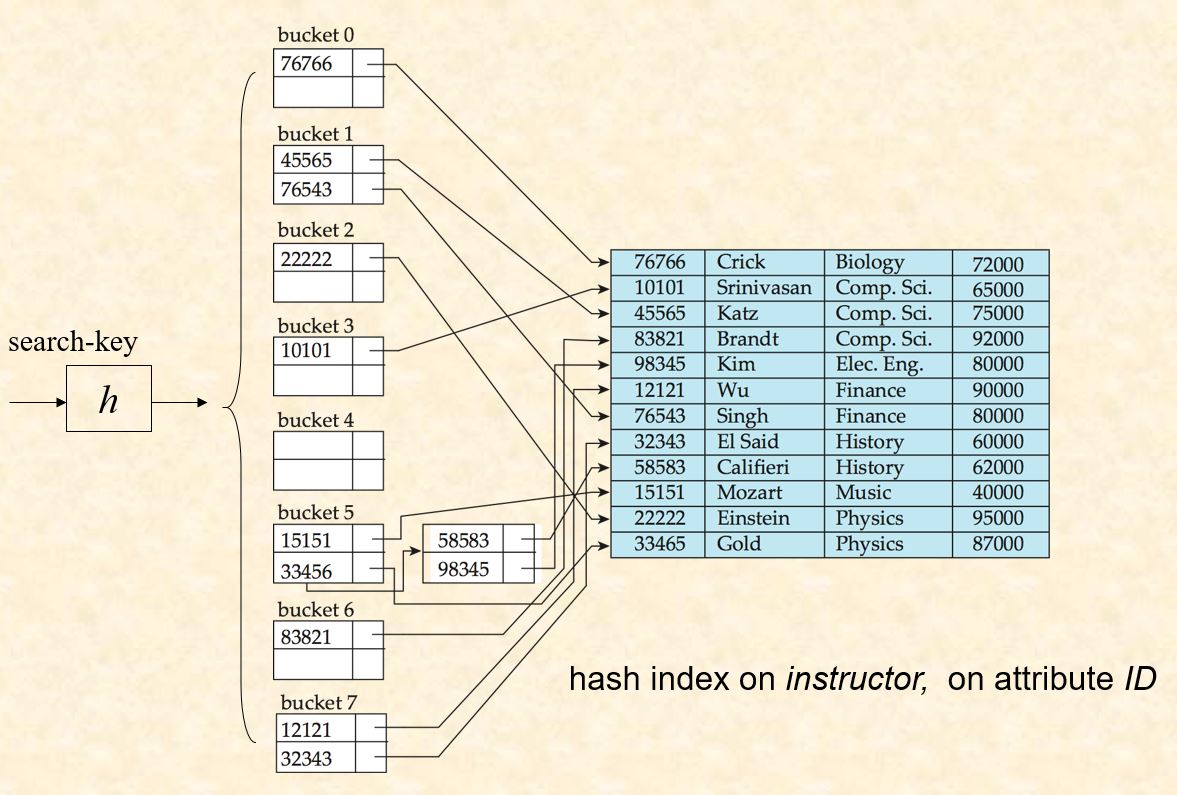 bucket 0
76766
bucket 1
45565
76543
bucket 2
22222
bucket 3
10101
bucket 4
bucket 5
15151
33456
58583
98345
bucket 6
83821
bucket 7
12121
32343
search-key
h
76766 Crick Biology 72000
10101 Srinivasan Comp. Sci. 65000
45565 Katz Comp. Sci. 75000
83821 Brandt Comp. Sci. 92000
98345 Kim Elec. Eng. 80000
12121 Wu Finance 90000
76543 Singh Finance 80000
32343 El Said History 60000
58583 Califieri History 62000
15151 Mozart Music 40000
22222 Einstein Physics 95000
33465 Gold Physics 87000
hash index on instructor, on attribute ID